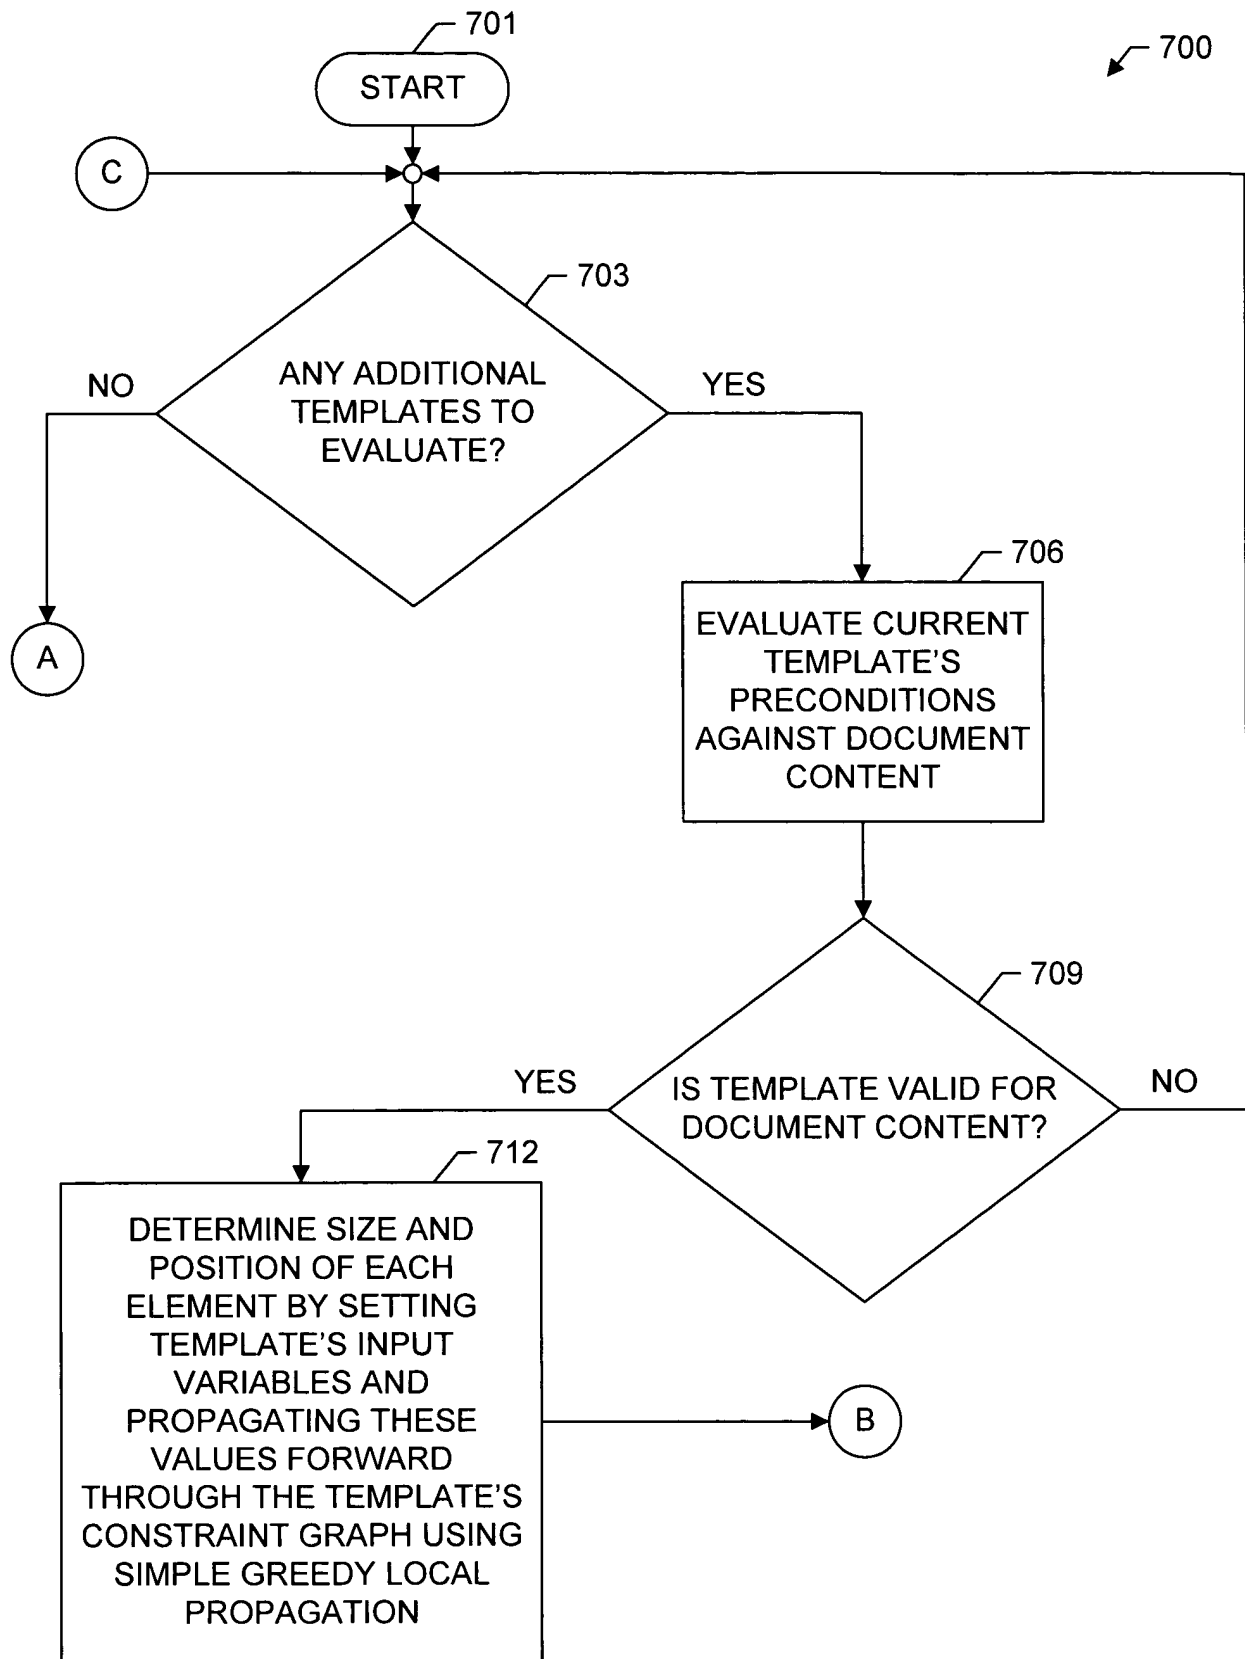 701
700
START
C
703
ANY ADDITIONAL
TEMPLATES TO
EVALUATE?
NO
YES
A
706
EVALUATE CURRENT
TEMPLATE'S
PRECONDITIONS
AGAINST DOCUMENT
CONTENT
709
IS TEMPLATE VALID FOR
DOCUMENT CONTENT?
YES
NO
712
DETERMINE SIZE AND
POSITION OF EACH
ELEMENT BY SETTING
TEMPLATE'S INPUT
VARIABLES AND
PROPAGATING THESE
VALUES FORWARD
THROUGH THE TEMPLATE'S
CONSTRAINT GRAPH USING
SIMPLE GREEDY LOCAL
PROPAGATION
B